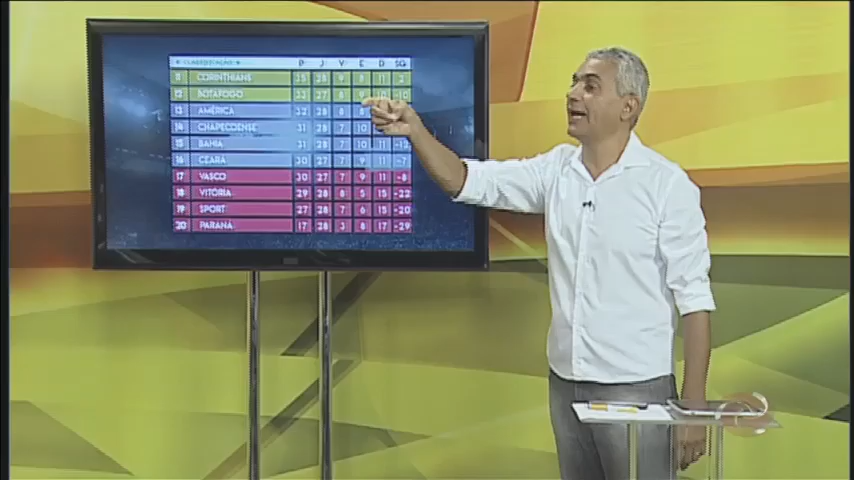 CLASSIFICAÇÃO P J V E D SG
11 CORINTHIANS 35 28 9 8 11 2
12 BOTAFOGO 33 27 8 9 10 -10
13 AMÉRICA 32 28 8 8
14 CHAPECOENSE 31 28 7 10
15 BAHIA 31 28 7 10 11
16 CEARÁ 30 27 7 9 11 -7
17 VASCO 30 27 7 9 11 -8
18 VITÓRIA 29 28 8 5 15 -22
19 SPORT 27 28 7 6 15 -20
20 PARANÁ 17 28 3 8 17 -29